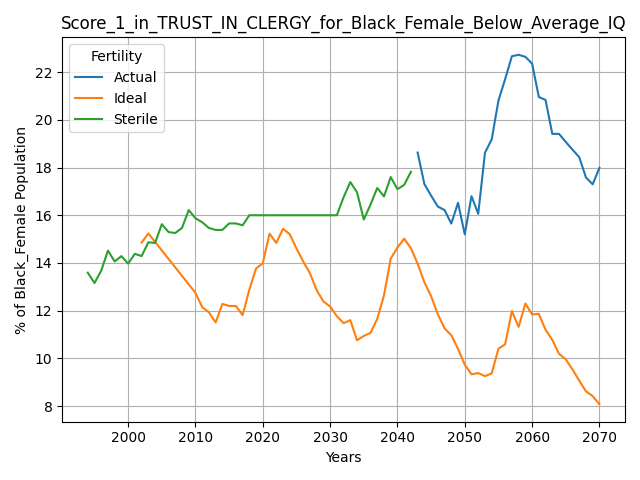 Score_1_in_TRUST_IN_CLERGY_for_Black_Female_Below_Average_IQ
Fertility
Actual
Ideal
Sterile
% of Black_Female Population
22
20
18
16
14
12
10
8
2000 2010 2020 2030 2040 2050 2060 2070
Years